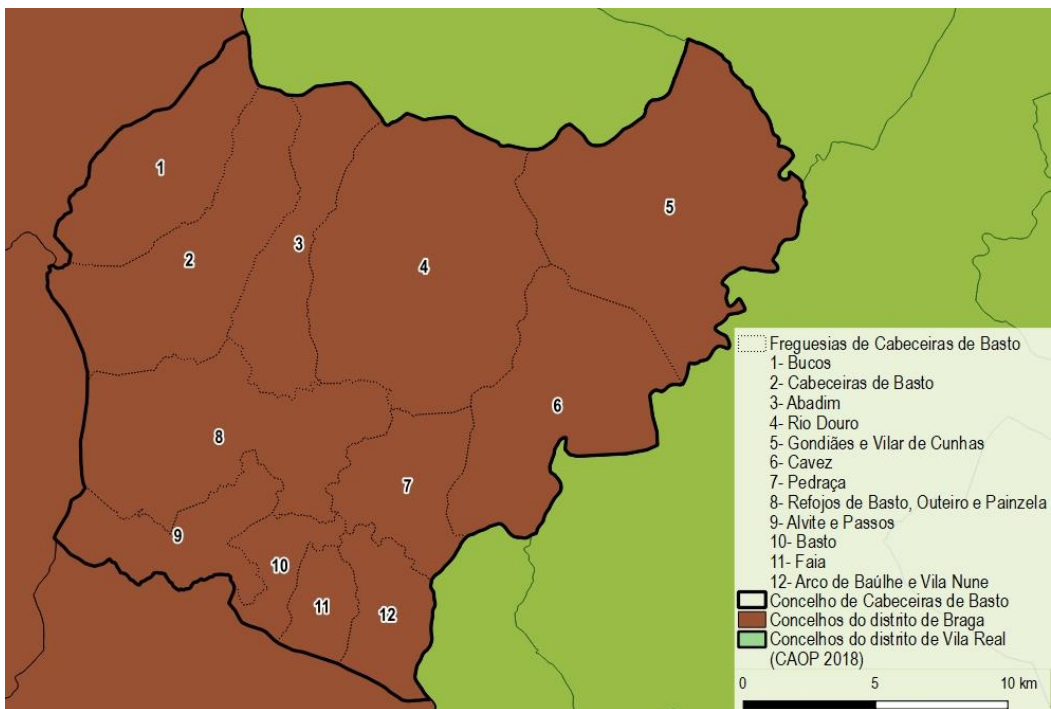 1
2
3
4
5
6
7
8
9
10
11
12
Freguesias de Cabeceiras de Basto
1- Bucos
2- Cabeceiras de Basto
3- Abadim
4- Rio Douro
5- Gondiães e Vilar de Cunhas
6- Cavez
7- Pedraça
8- Refojos de Basto, Outeiro e Painzela
9- Alvite e Passos
10- Basto
11- Faia
12- Arco de Baúlhe e Vila Nune
Concelho de Cabeceiras de Basto
Concelhos do distrito de Braga
Concelhos do distrito de Vila Real
(CAOP 2018)
0 5 10 km